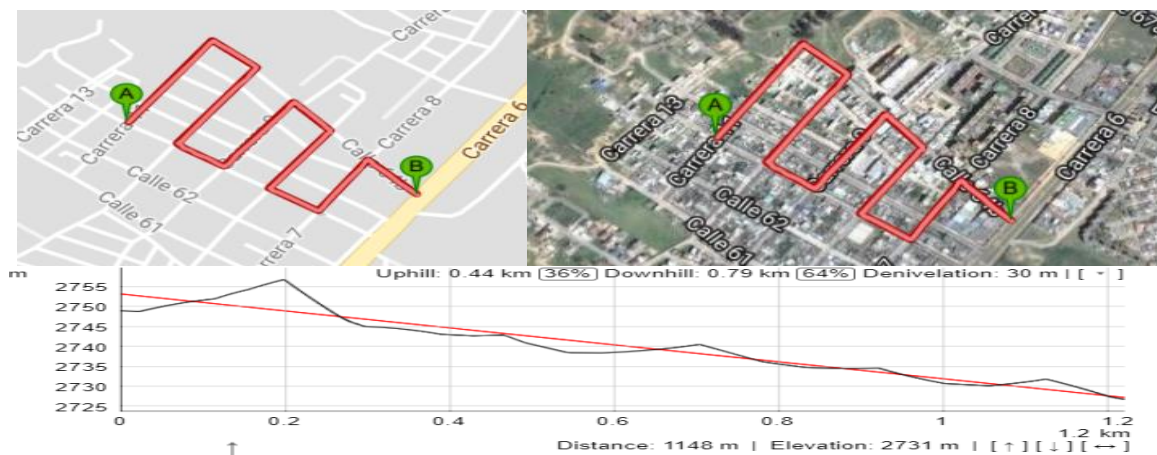 Carrera 6
Carrera 13
Carrera 8
A
Carrera
B
Calle 62
Calle 61
Carrera 7
Carrera 6
Carrera 13
Carrera 8
A
Carrera 6
B
Calle 62
Calle 61
m Uphill: 0.44 km 36% Downhill: 0.79 km 64% Denivelation: 30 m | [ ]
2755
2750
2745
2740
2735
2730
2725
0 0.2 0.4 0.6 0.8 1 1.2
1.2 km
↑ Distance: 1148 m | Elevation: 2731 m | [ ↑ ] [ ↓ ] [ ↔ ]